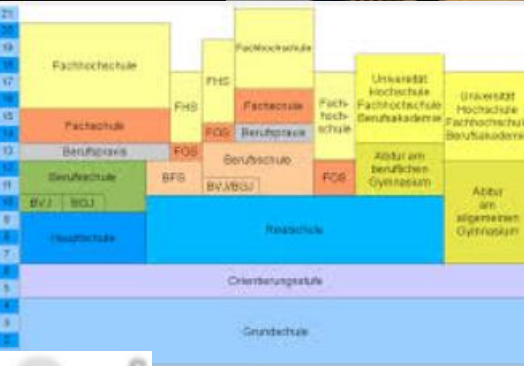 21
20
19
18
17
16
15
14
13
12
11
10
9
8
7
6
5
4
3
2
Fachhochschule
Fachschule
Berufspraxis
Berufsschule
BVJ
BGJ
Hauptschule
FHS
FOS
BFS
FHS
FOS
Fachhochschule
Fachschule
Berufspraxis
Berufsschule
BVJ/BGJ
Fach-
hoch-
schule
FOS
Universität
Hochschule
Fachhochschule
Berufsakademie
Abitur am
beruflichen
Gymnasium
Universität
Hochschule
Fachhochschule
Berufsakademie
Abitur
am
allgemeinen
Gymnasium
Realschule
Orientierungsstufe
Grundschule